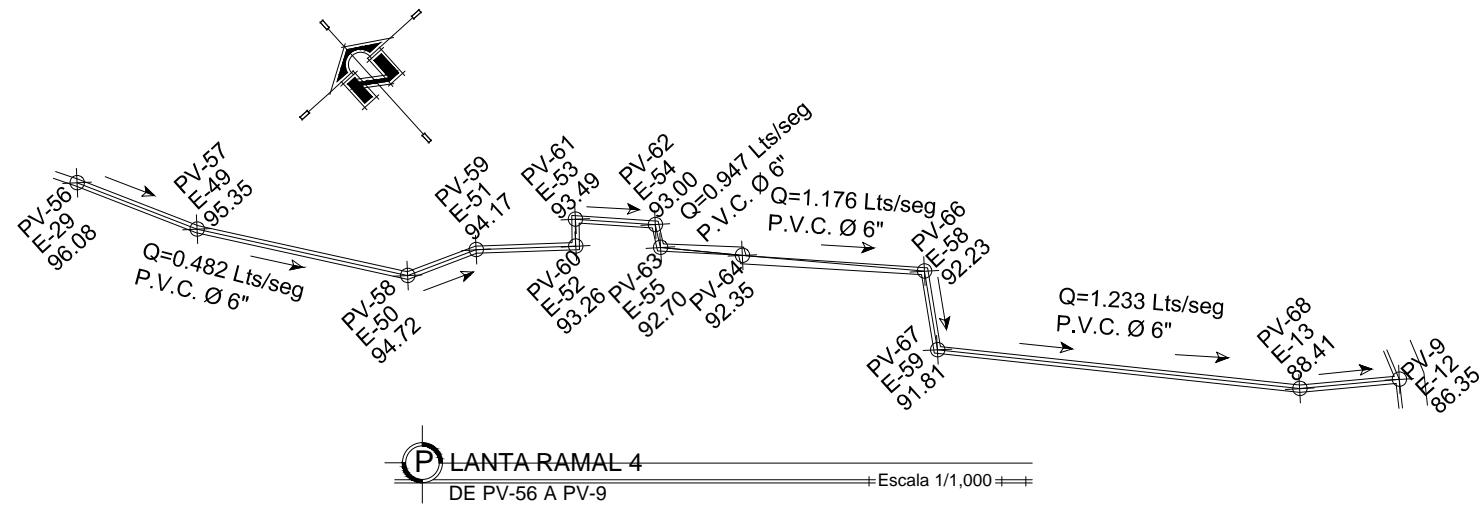 PV-56
E-29
96.08
PV-57
E-49
95.35
Q=0.482 Lts/seg
P.V.C. Ø 6"
PV-58
E-50
94.72
PV-59
E-51
94.17
PV-60
E-52
93.26
PV-61
E-53
93.49
PV-62
E-54
93.00
Q=0.947 Lts/seg
P.V.C. Ø 6"
PV-63
E-55
92.70
PV-64
92.35
Q=1.176 Lts/seg
P.V.C. Ø 6"
PV-66
E-58
92.23
PV-67
E-59
91.81
Q=1.233 Lts/seg
P.V.C. Ø 6"
PV-68
E-13
88.41
PV-9
E-12
86.35
PLANTA RAMAL 4
DE PV-56 A PV-9
Escala 1/1,000